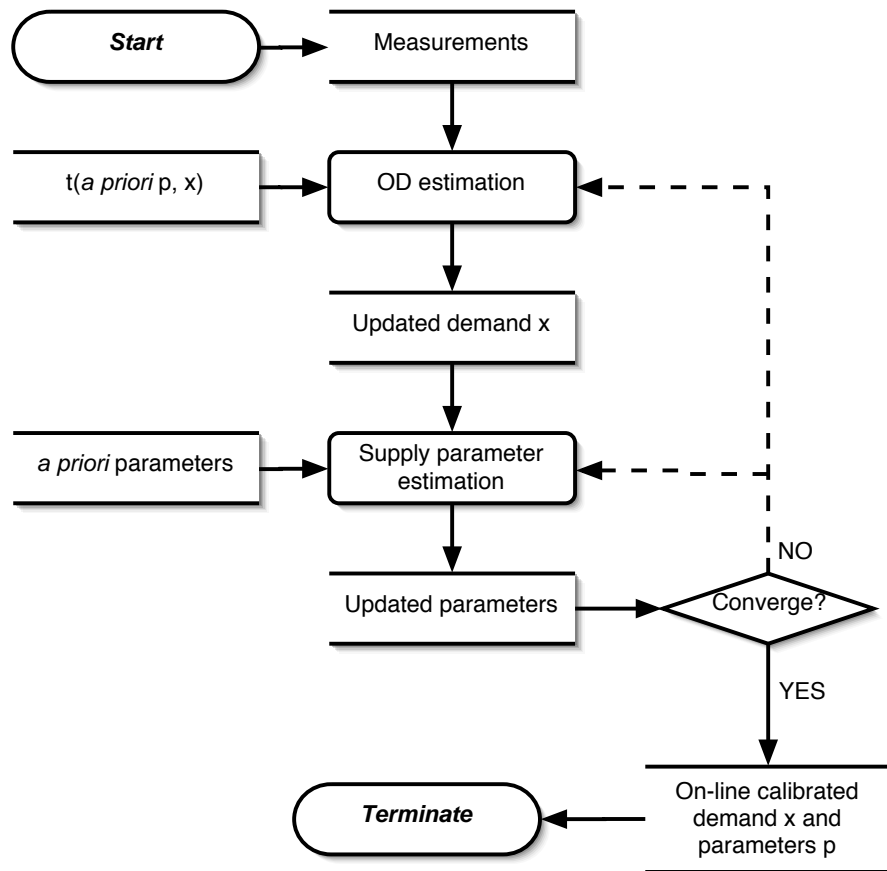 Start
Measurements
t(a priori p, x)
OD estimation
Updated demand x
a priori parameters
Supply parameter
estimation
NO
Updated parameters
Converge?
YES
On-line calibrated
demand x and
parameters p
Terminate